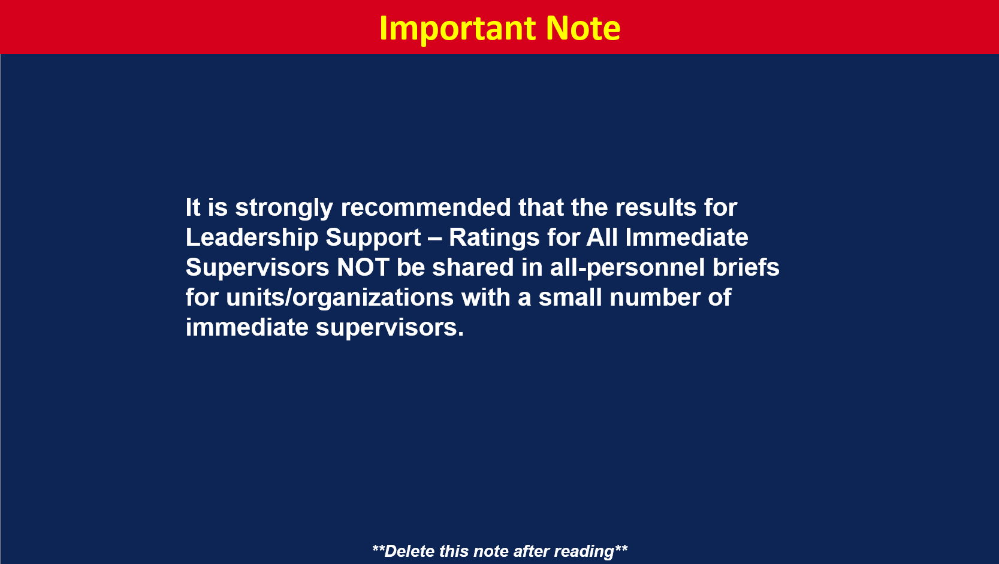 Important Note
It is strongly recommended that the results for
Leadership Support – Ratings for All Immediate
Supervisors NOT be shared in all-personnel briefs
for units/organizations with a small number of
immediate supervisors.
**Delete this note after reading**